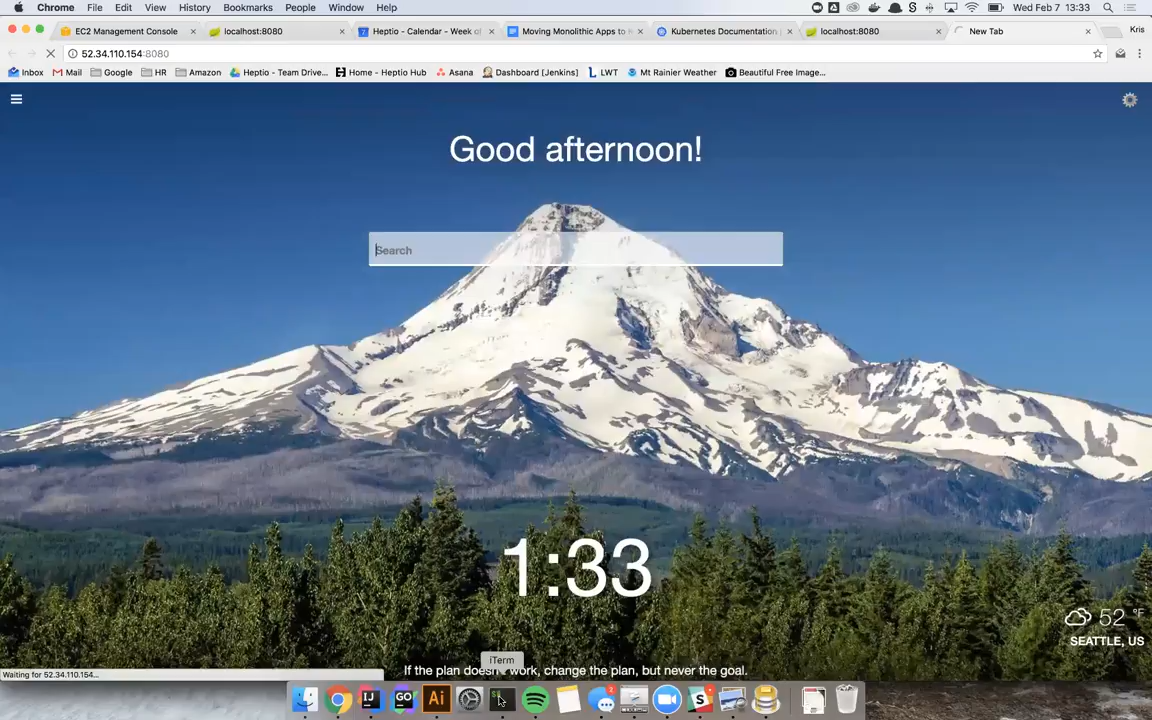 Chrome File Edit View History Bookmarks People Window Help Wed Feb 7 13:33
EC2 Management Console localhost:8080 Heptio - Calendar - Week of Moving Monolithic Apps to Kubernetes Documentation localhost:8080 New Tab Kris
52.34.110.154:8080
Inbox Mail Google HR Amazon Heptio - Team Drive... Home - Heptio Hub Asana Dashboard [Jenkins] LWT Mt Rainier Weather Beautiful Free Image...
Good afternoon!
Search
1:33
52 °F
SEATTLE, US
iTerm
If the plan doesn't work, change the plan, but never the goal.
Waiting for 52.34.110.154...
IJ GO Ai